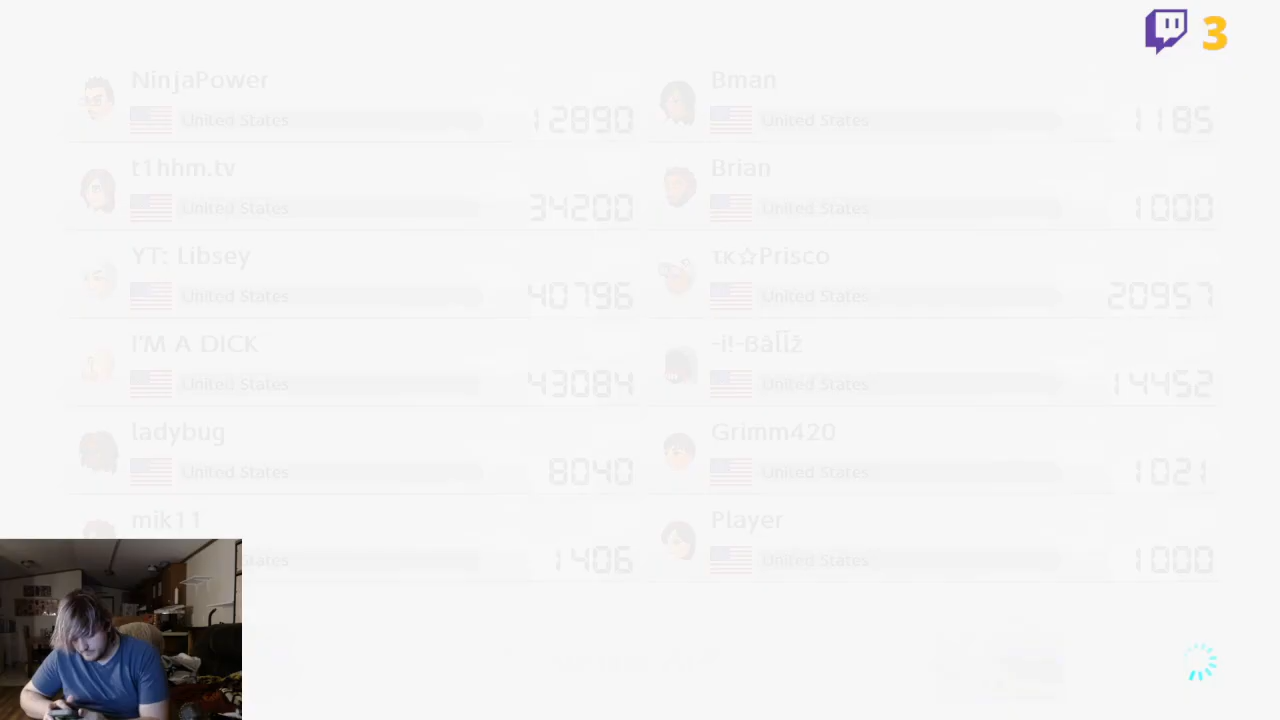 3
NinjaPower
United States 12890
t1hhm.tv
United States 34200
YT: Libsey
United States 40796
I'M A DICK
United States 43084
ladybug
United States 8040
mik11
States 1406
Bman
United States 1185
Brian
United States 1000
τκ☆Prisco
United States 20957
-i!-ßâl̄l̄ž
United States 14452
Grimm420
United States 1021
Player
United States 1000